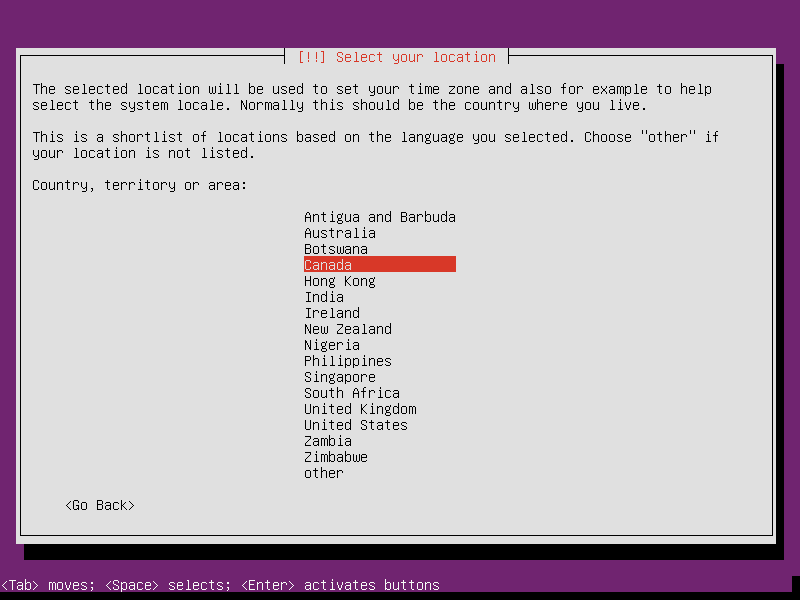 [!!] Select your location
The selected location will be used to set your time zone and also for example to help
select the system locale. Normally this should be the country where you live.
This is a shortlist of locations based on the language you selected. Choose "other" if
your location is not listed.
Country, territory or area:
Antigua and Barbuda
Australia
Botswana
Canada
Hong Kong
India
Ireland
New Zealand
Nigeria
Philippines
Singapore
South Africa
United Kingdom
United States
Zambia
Zimbabwe
other
<Go Back>
<Tab> moves; <Space> selects; <Enter> activates buttons